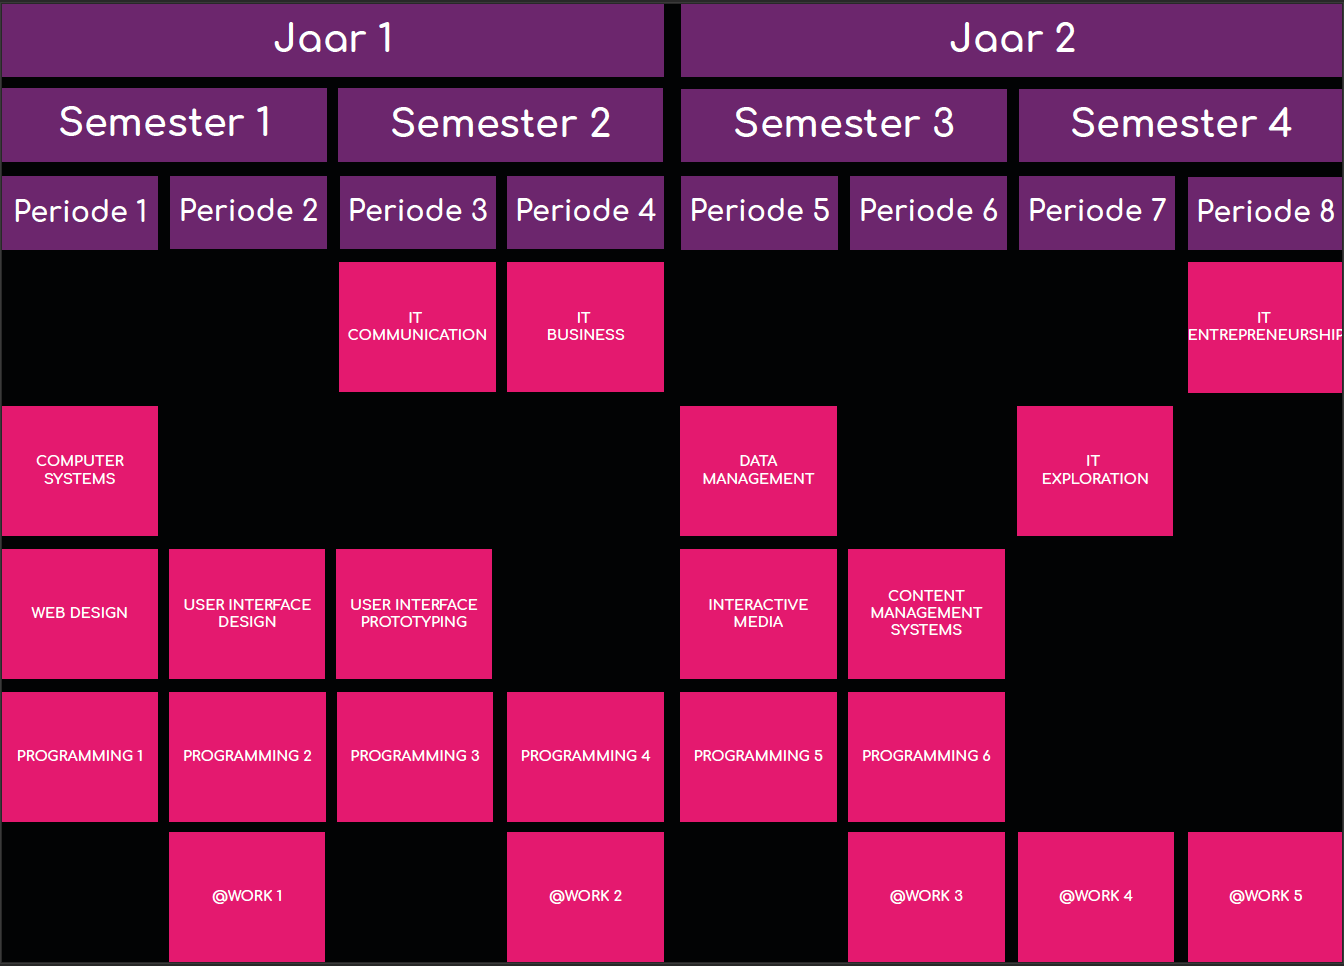 Jaar 1
Jaar 2
Semester 1
Semester 2
Semester 3
Semester 4
Periode 1
Periode 2
Periode 3
Periode 4
Periode 5
Periode 6
Periode 7
Periode 8
IT
COMMUNICATION
IT
BUSINESS
IT
ENTREPRENEURSHIP
COMPUTER
SYSTEMS
DATA
MANAGEMENT
IT
EXPLORATION
WEB DESIGN
USER INTERFACE
DESIGN
USER INTERFACE
PROTOTYPING
INTERACTIVE
MEDIA
CONTENT
MANAGEMENT
SYSTEMS
PROGRAMMING 1
PROGRAMMING 2
PROGRAMMING 3
PROGRAMMING 4
PROGRAMMING 5
PROGRAMMING 6
@WORK 1
@WORK 2
@WORK 3
@WORK 4
@WORK 5